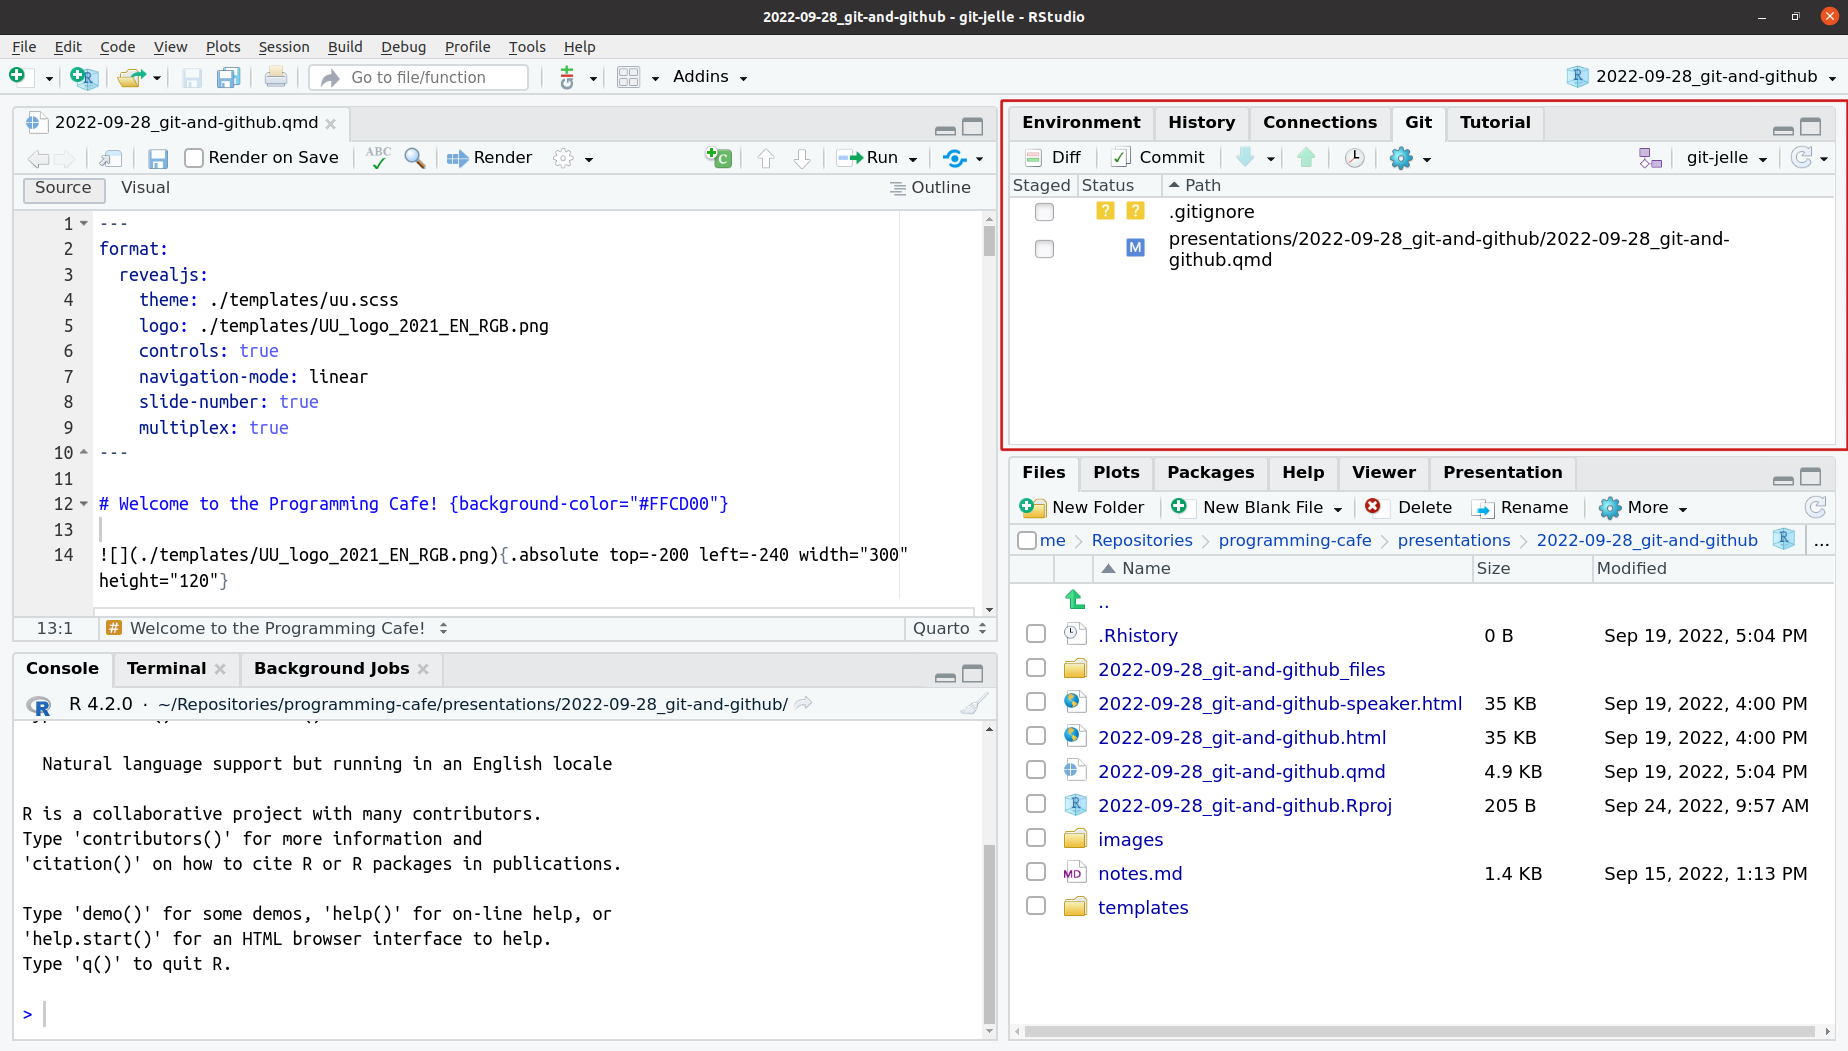 2022-09-28_git-and-github - git-jelle - RStudio
File Edit Code View Plots Session Build Debug Profile Tools Help
Go to file/function Addins 2022-09-28_git-and-github
2022-09-28_git-and-github.qmd
Render on Save ABC Render C Run
Source Visual Outline
1 ---
2 format:
3 revealjs:
4 theme: ./templates/uu.scss
5 logo: ./templates/UU_logo_2021_EN_RGB.png
6 controls: true
7 navigation-mode: linear
8 slide-number: true
9 multiplex: true
10 ---
11
12 # Welcome to the Programming Cafe! {background-color="#FFCD00"}
13
14 ![](./templates/UU_logo_2021_EN_RGB.png){.absolute top=-200 left=-240 width="300"
height="120"}
13:1 # Welcome to the Programming Cafe! Quarto
Console Terminal Background Jobs
R 4.2.0 · ~/Repositories/programming-cafe/presentations/2022-09-28_git-and-github/
Natural language support but running in an English locale
R is a collaborative project with many contributors.
Type 'contributors()' for more information and
'citation()' on how to cite R or R packages in publications.
Type 'demo()' for some demos, 'help()' for on-line help, or
'help.start()' for an HTML browser interface to help.
Type 'q()' to quit R.
>
Environment History Connections Git Tutorial
Diff Commit git-jelle
Staged Status Path
? ? .gitignore
M presentations/2022-09-28_git-and-github/2022-09-28_git-and-
github.qmd
Files Plots Packages Help Viewer Presentation
New Folder New Blank File Delete Rename More
me Repositories programming-cafe presentations 2022-09-28_git-and-github ...
Name Size Modified
..
.Rhistory 0 B Sep 19, 2022, 5:04 PM
2022-09-28_git-and-github_files
2022-09-28_git-and-github-speaker.html 35 KB Sep 19, 2022, 4:00 PM
2022-09-28_git-and-github.html 35 KB Sep 19, 2022, 4:00 PM
2022-09-28_git-and-github.qmd 4.9 KB Sep 19, 2022, 5:04 PM
2022-09-28_git-and-github.Rproj 205 B Sep 24, 2022, 9:57 AM
images
MD notes.md 1.4 KB Sep 15, 2022, 1:13 PM
templates